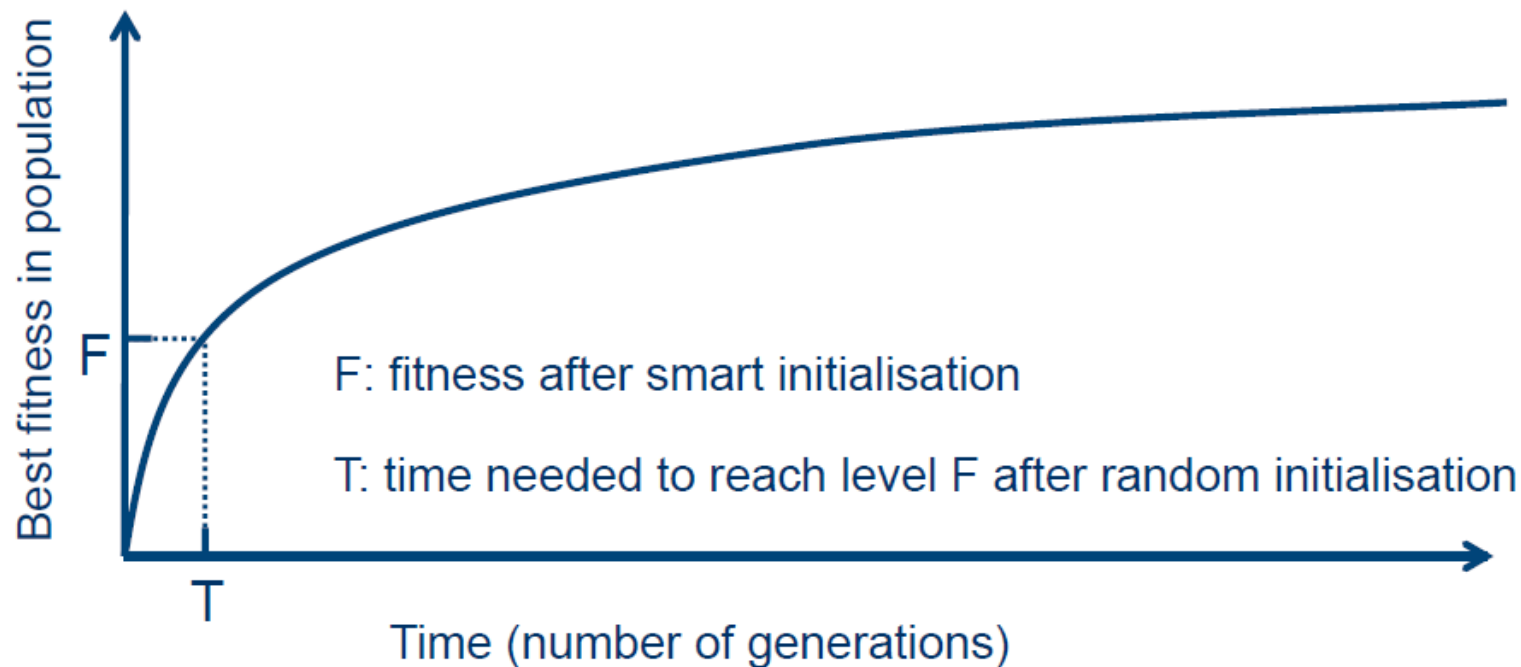 Best fitness in population
F
F: fitness after smart initialisation
T: time needed to reach level F after random initialisation
T
Time (number of generations)